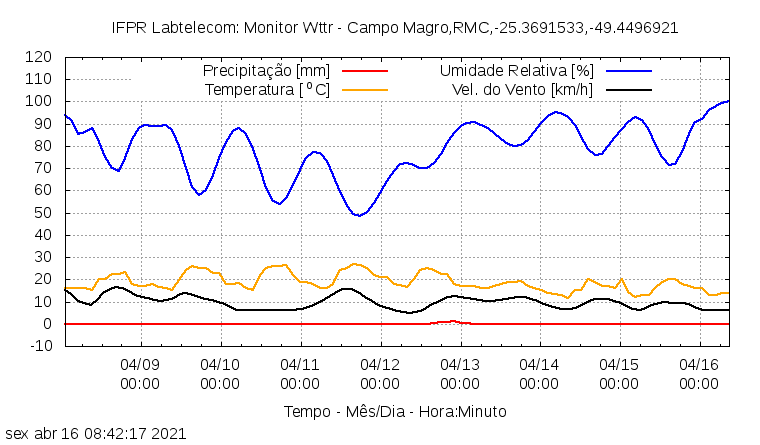 IFPR Labtelecom: Monitor Wttr - Campo Magro,RMC,-25.3691533,-49.4496921
Precipitação [mm] Umidade Relativa [%]
Temperatura [⁰C] Vel. do Vento [km/h]
120
110
100
90
80
70
60
50
40
30
20
10
0
-10
04/09 04/10 04/11 04/12 04/13 04/14 04/15 04/16
00:00 00:00 00:00 00:00 00:00 00:00 00:00 00:00
Tempo - Mês/Dia - Hora:Minuto
sex abr 16 08:42:17 2021